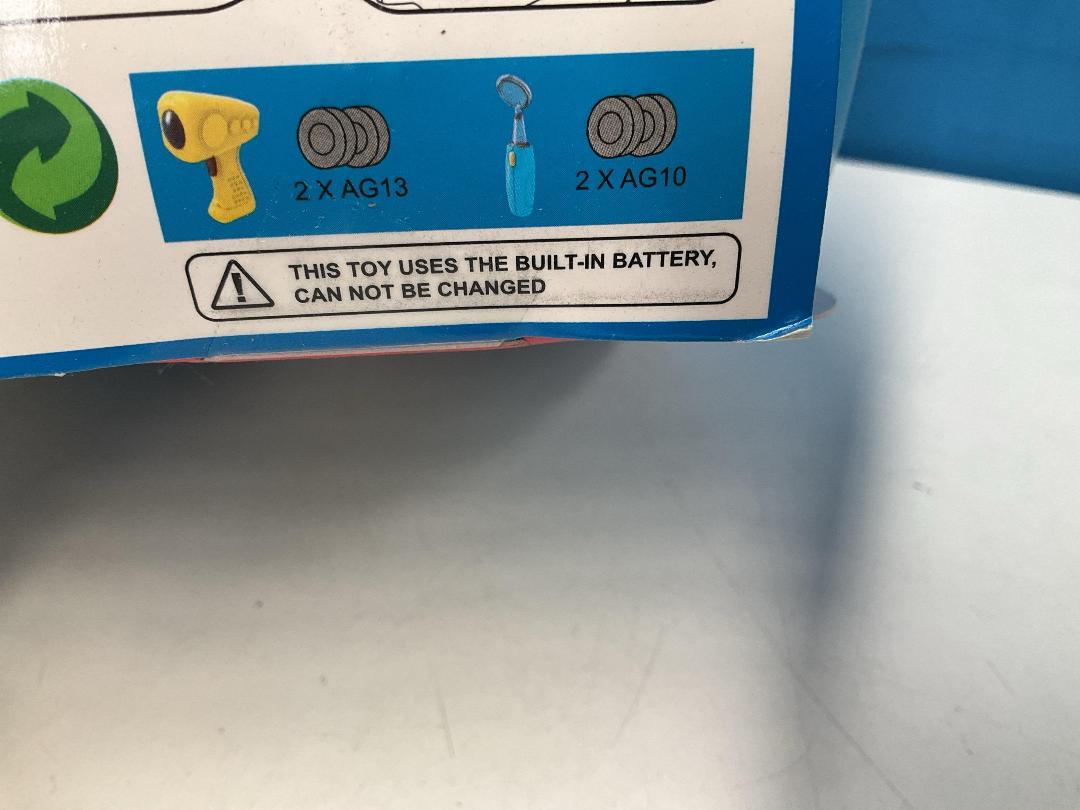 2 X AG13
2 X AG10
THIS TOY USES THE BUILT-IN BATTERY,
CAN NOT BE CHANGED